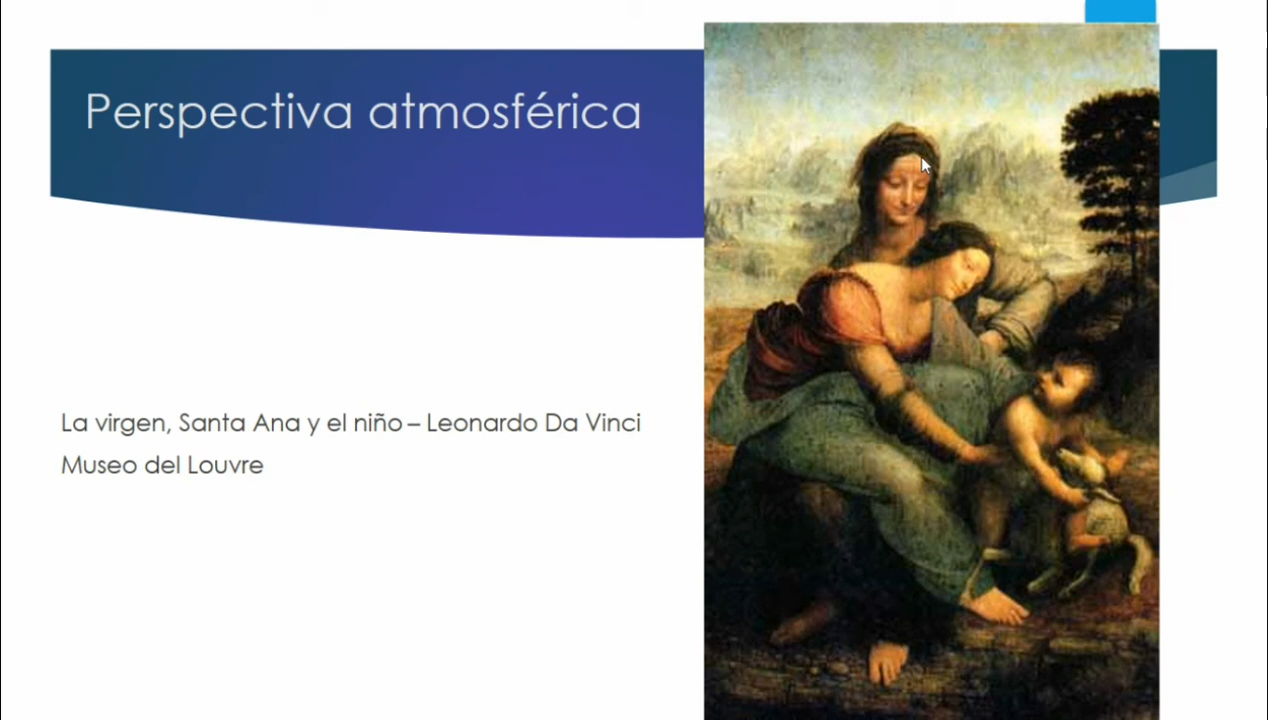 Perspectiva atmosférica
La virgen, Santa Ana y el niño – Leonardo Da Vinci
Museo del Louvre